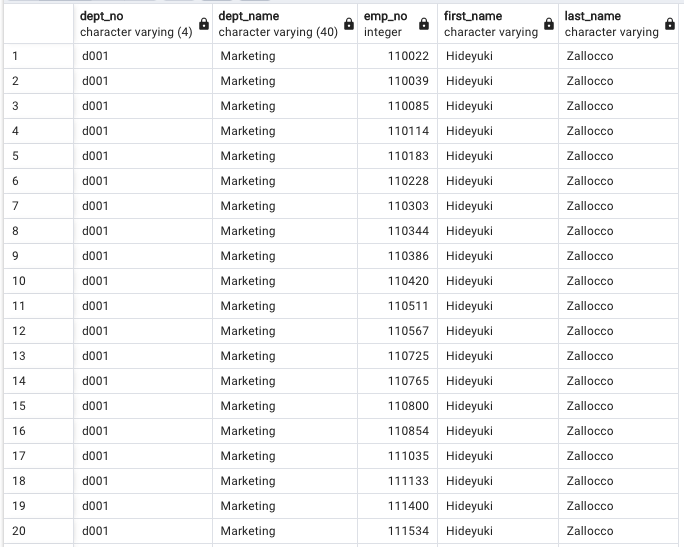 dept_no dept_name emp_no first_name last_name
character varying (4) character varying (40) integer character varying character varying
1 d001 Marketing 110022 Hideyuki Zallocco
2 d001 Marketing 110039 Hideyuki Zallocco
3 d001 Marketing 110085 Hideyuki Zallocco
4 d001 Marketing 110114 Hideyuki Zallocco
5 d001 Marketing 110183 Hideyuki Zallocco
6 d001 Marketing 110228 Hideyuki Zallocco
7 d001 Marketing 110303 Hideyuki Zallocco
8 d001 Marketing 110344 Hideyuki Zallocco
9 d001 Marketing 110386 Hideyuki Zallocco
10 d001 Marketing 110420 Hideyuki Zallocco
11 d001 Marketing 110511 Hideyuki Zallocco
12 d001 Marketing 110567 Hideyuki Zallocco
13 d001 Marketing 110725 Hideyuki Zallocco
14 d001 Marketing 110765 Hideyuki Zallocco
15 d001 Marketing 110800 Hideyuki Zallocco
16 d001 Marketing 110854 Hideyuki Zallocco
17 d001 Marketing 111035 Hideyuki Zallocco
18 d001 Marketing 111133 Hideyuki Zallocco
19 d001 Marketing 111400 Hideyuki Zallocco
20 d001 Marketing 111534 Hideyuki Zallocco